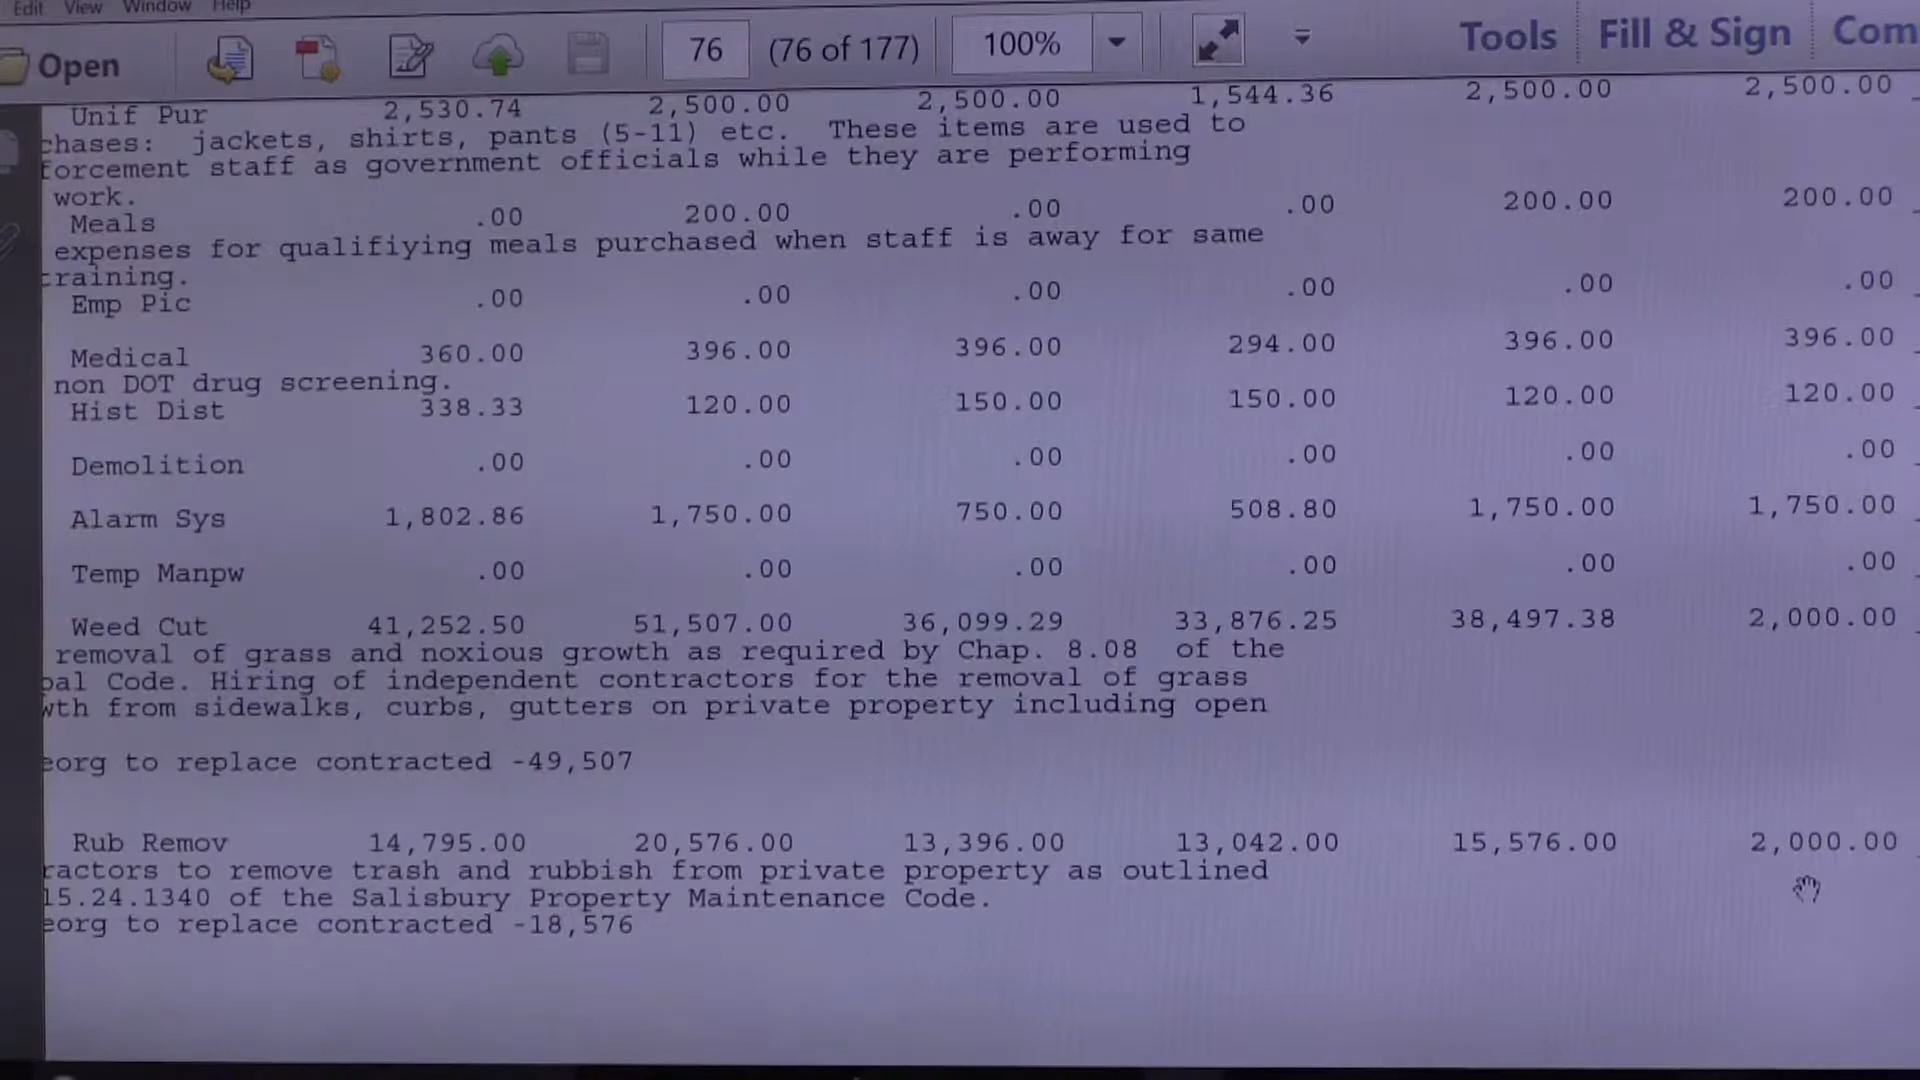 Edit View Window Help
Open 76 (76 of 177) 100% Tools Fill & Sign Com
Unif Pur 2,530.74 2,500.00 2,500.00 1,544.36 2,500.00 2,500.00
chases: jackets, shirts, pants (5-11) etc. These items are used to
forcement staff as government officials while they are performing
work.
Meals .00 200.00 .00 .00 200.00 200.00
expenses for qualifiying meals purchased when staff is away for same
training.
Emp Pic .00 .00 .00 .00 .00 .00
Medical 360.00 396.00 396.00 294.00 396.00 396.00
non DOT drug screening.
Hist Dist 338.33 120.00 150.00 150.00 120.00 120.00
Demolition .00 .00 .00 .00 .00 .00
Alarm Sys 1,802.86 1,750.00 750.00 508.80 1,750.00 1,750.00
Temp Manpw .00 .00 .00 .00 .00 .00
Weed Cut 41,252.50 51,507.00 36,099.29 33,876.25 38,497.38 2,000.00
removal of grass and noxious growth as required by Chap. 8.08 of the
pal Code. Hiring of independent contractors for the removal of grass
wth from sidewalks, curbs, gutters on private property including open
eorg to replace contracted -49,507
Rub Remov 14,795.00 20,576.00 13,396.00 13,042.00 15,576.00 2,000.00
ractors to remove trash and rubbish from private property as outlined
15.24.1340 of the Salisbury Property Maintenance Code.
eorg to replace contracted -18,576